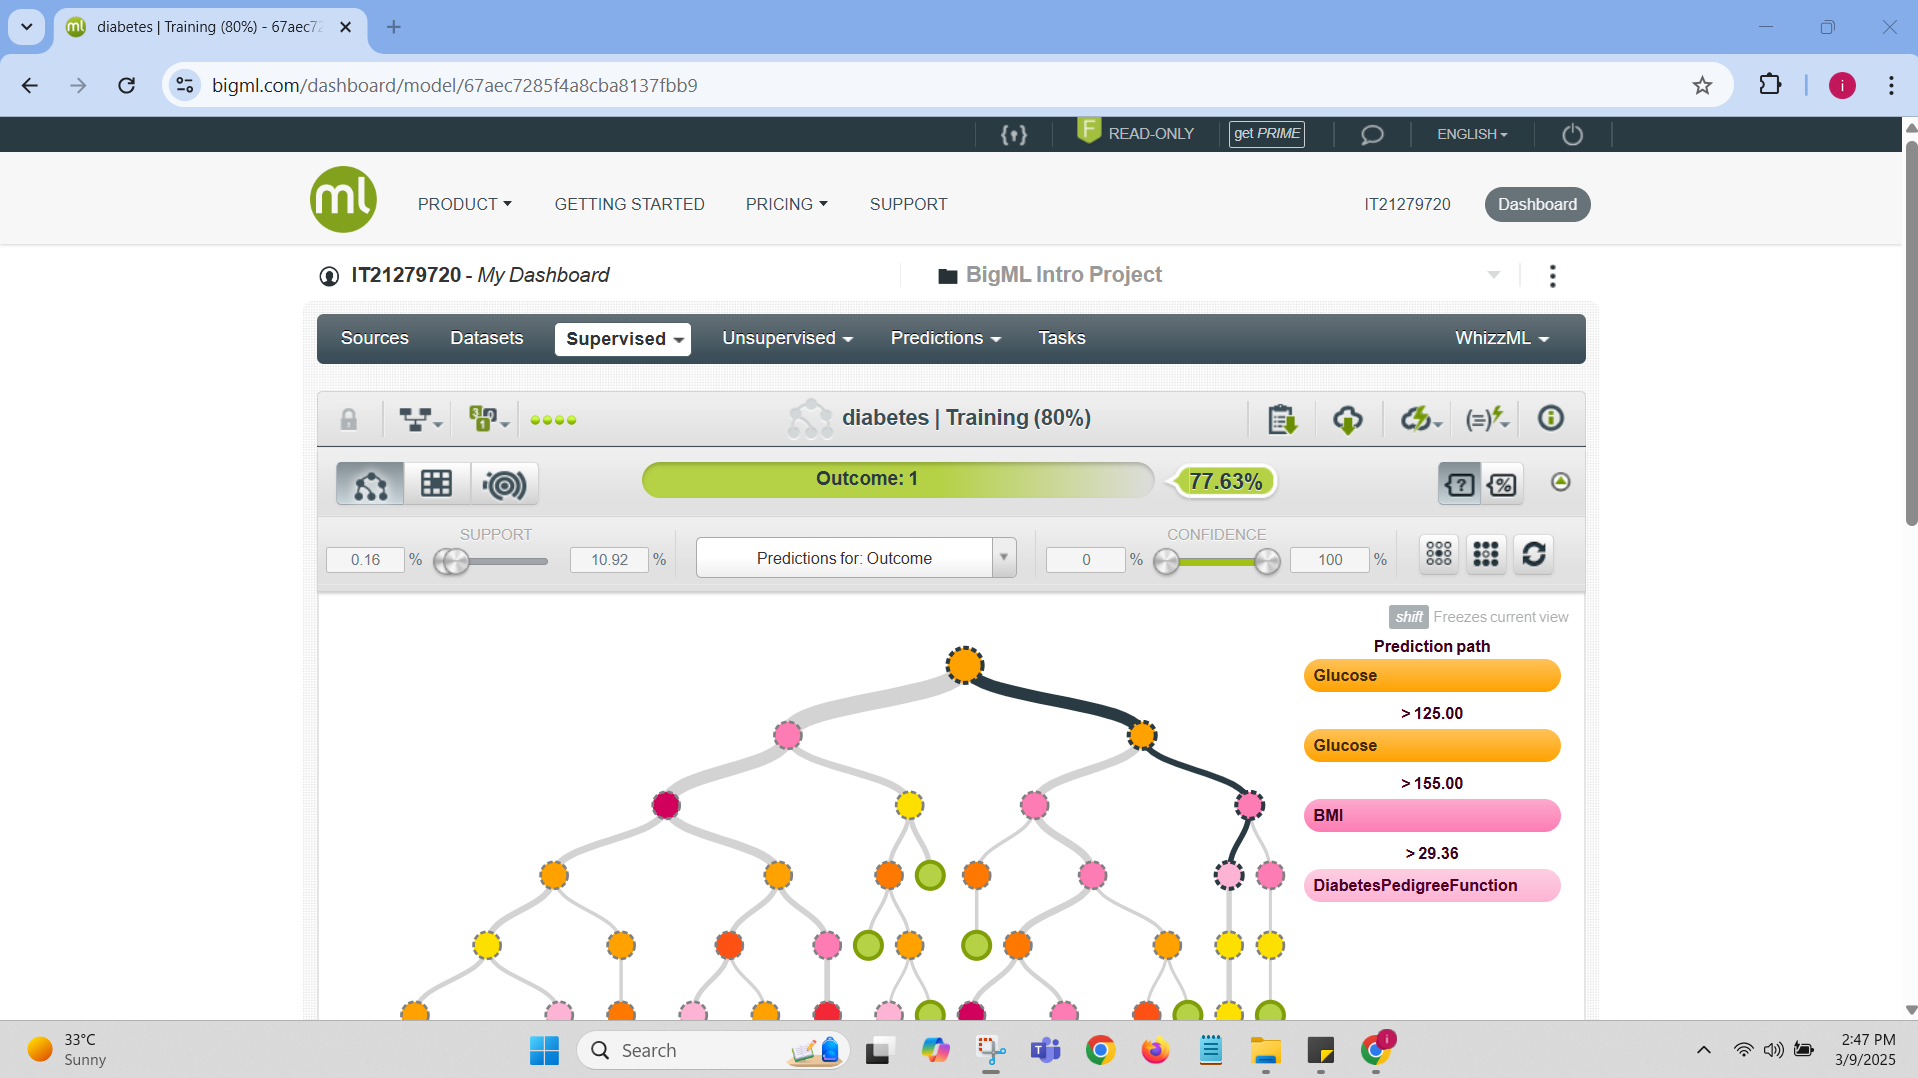 diabetes | Training (80%) - 67aec72
bigml.com/dashboard/model/67aec7285f4a8cba8137fbb9
i
F READ-ONLY
get PRIME
ENGLISH
ml
PRODUCT
GETTING STARTED
PRICING
SUPPORT
IT21279720
Dashboard
IT21279720 - My Dashboard
BigML Intro Project
Sources
Datasets
Supervised
Unsupervised
Predictions
Tasks
WhizzML
diabetes | Training (80%)
Outcome: 1
77.63%
SUPPORT
0.16 %
10.92 %
Predictions for: Outcome
CONFIDENCE
0 %
100 %
shift Freezes current view
Prediction path
Glucose
> 125.00
Glucose
> 155.00
BMI
> 29.36
DiabetesPedigreeFunction
33°C
Sunny
Search
2:47 PM
3/9/2025